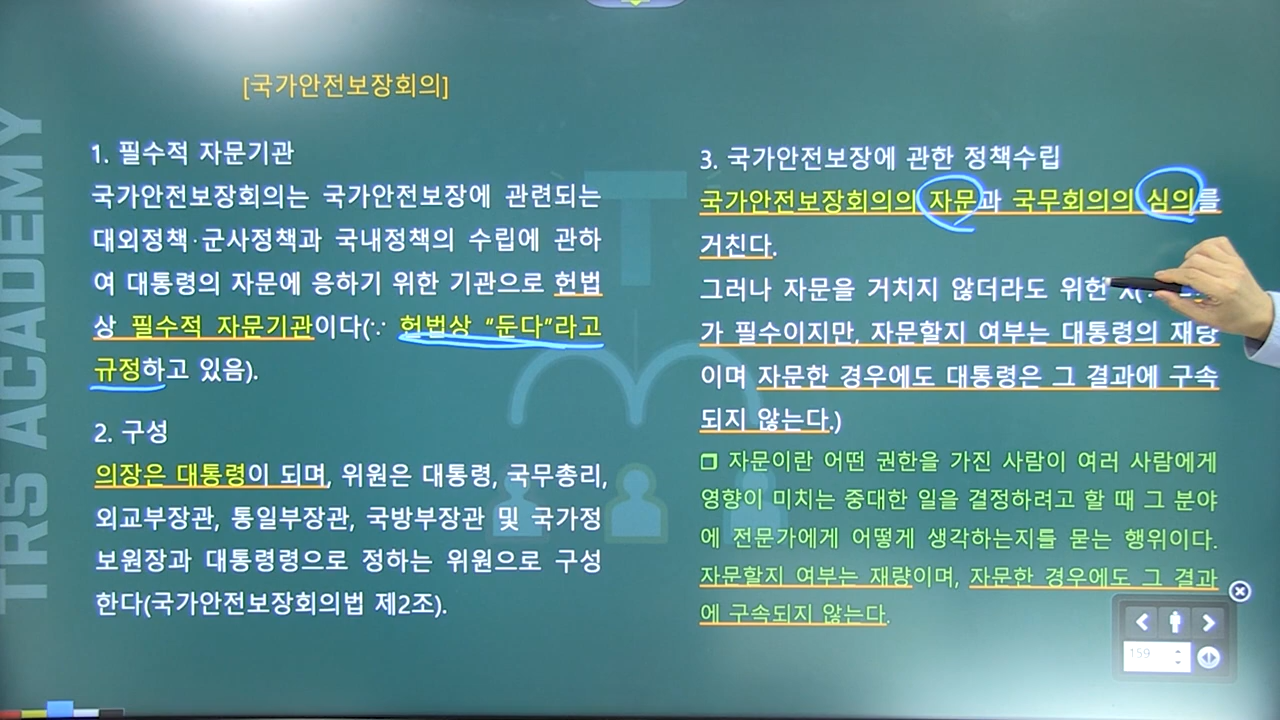 [국가안전보장회의]
1. 필수적 자문기관
국가안전보장회의는 국가안전보장에 관련되는
대외정책·군사정책과 국내정책의 수립에 관하
여 대통령의 자문에 응하기 위한 기관으로 헌법
상 필수적 자문기관이다(∵ 헌법상 "둔다"라고
규정하고 있음).
2. 구성
의장은 대통령이 되며, 위원은 대통령, 국무총리,
외교부장관, 통일부장관, 국방부장관 및 국가정
보원장과 대통령령으로 정하는 위원으로 구성
한다(국가안전보장회의법 제2조).
3. 국가안전보장에 관한 정책수립
국가안전보장회의의 자문과 국무회의의 심의를
거친다.
그러나 자문을 거치지 않더라도 위헌 X(∵
가 필수이지만, 자문할지 여부는 대통령의 재량
이며 자문한 경우에도 대통령은 그 결과에 구속
되지 않는다.)
❒ 자문이란 어떤 권한을 가진 사람이 여러 사람에게
영향이 미치는 중대한 일을 결정하려고 할 때 그 분야
에 전문가에게 어떻게 생각하는지를 묻는 행위이다.
자문할지 여부는 재량이며, 자문한 경우에도 그 결과
에 구속되지 않는다.
TRS ACADEMY
159